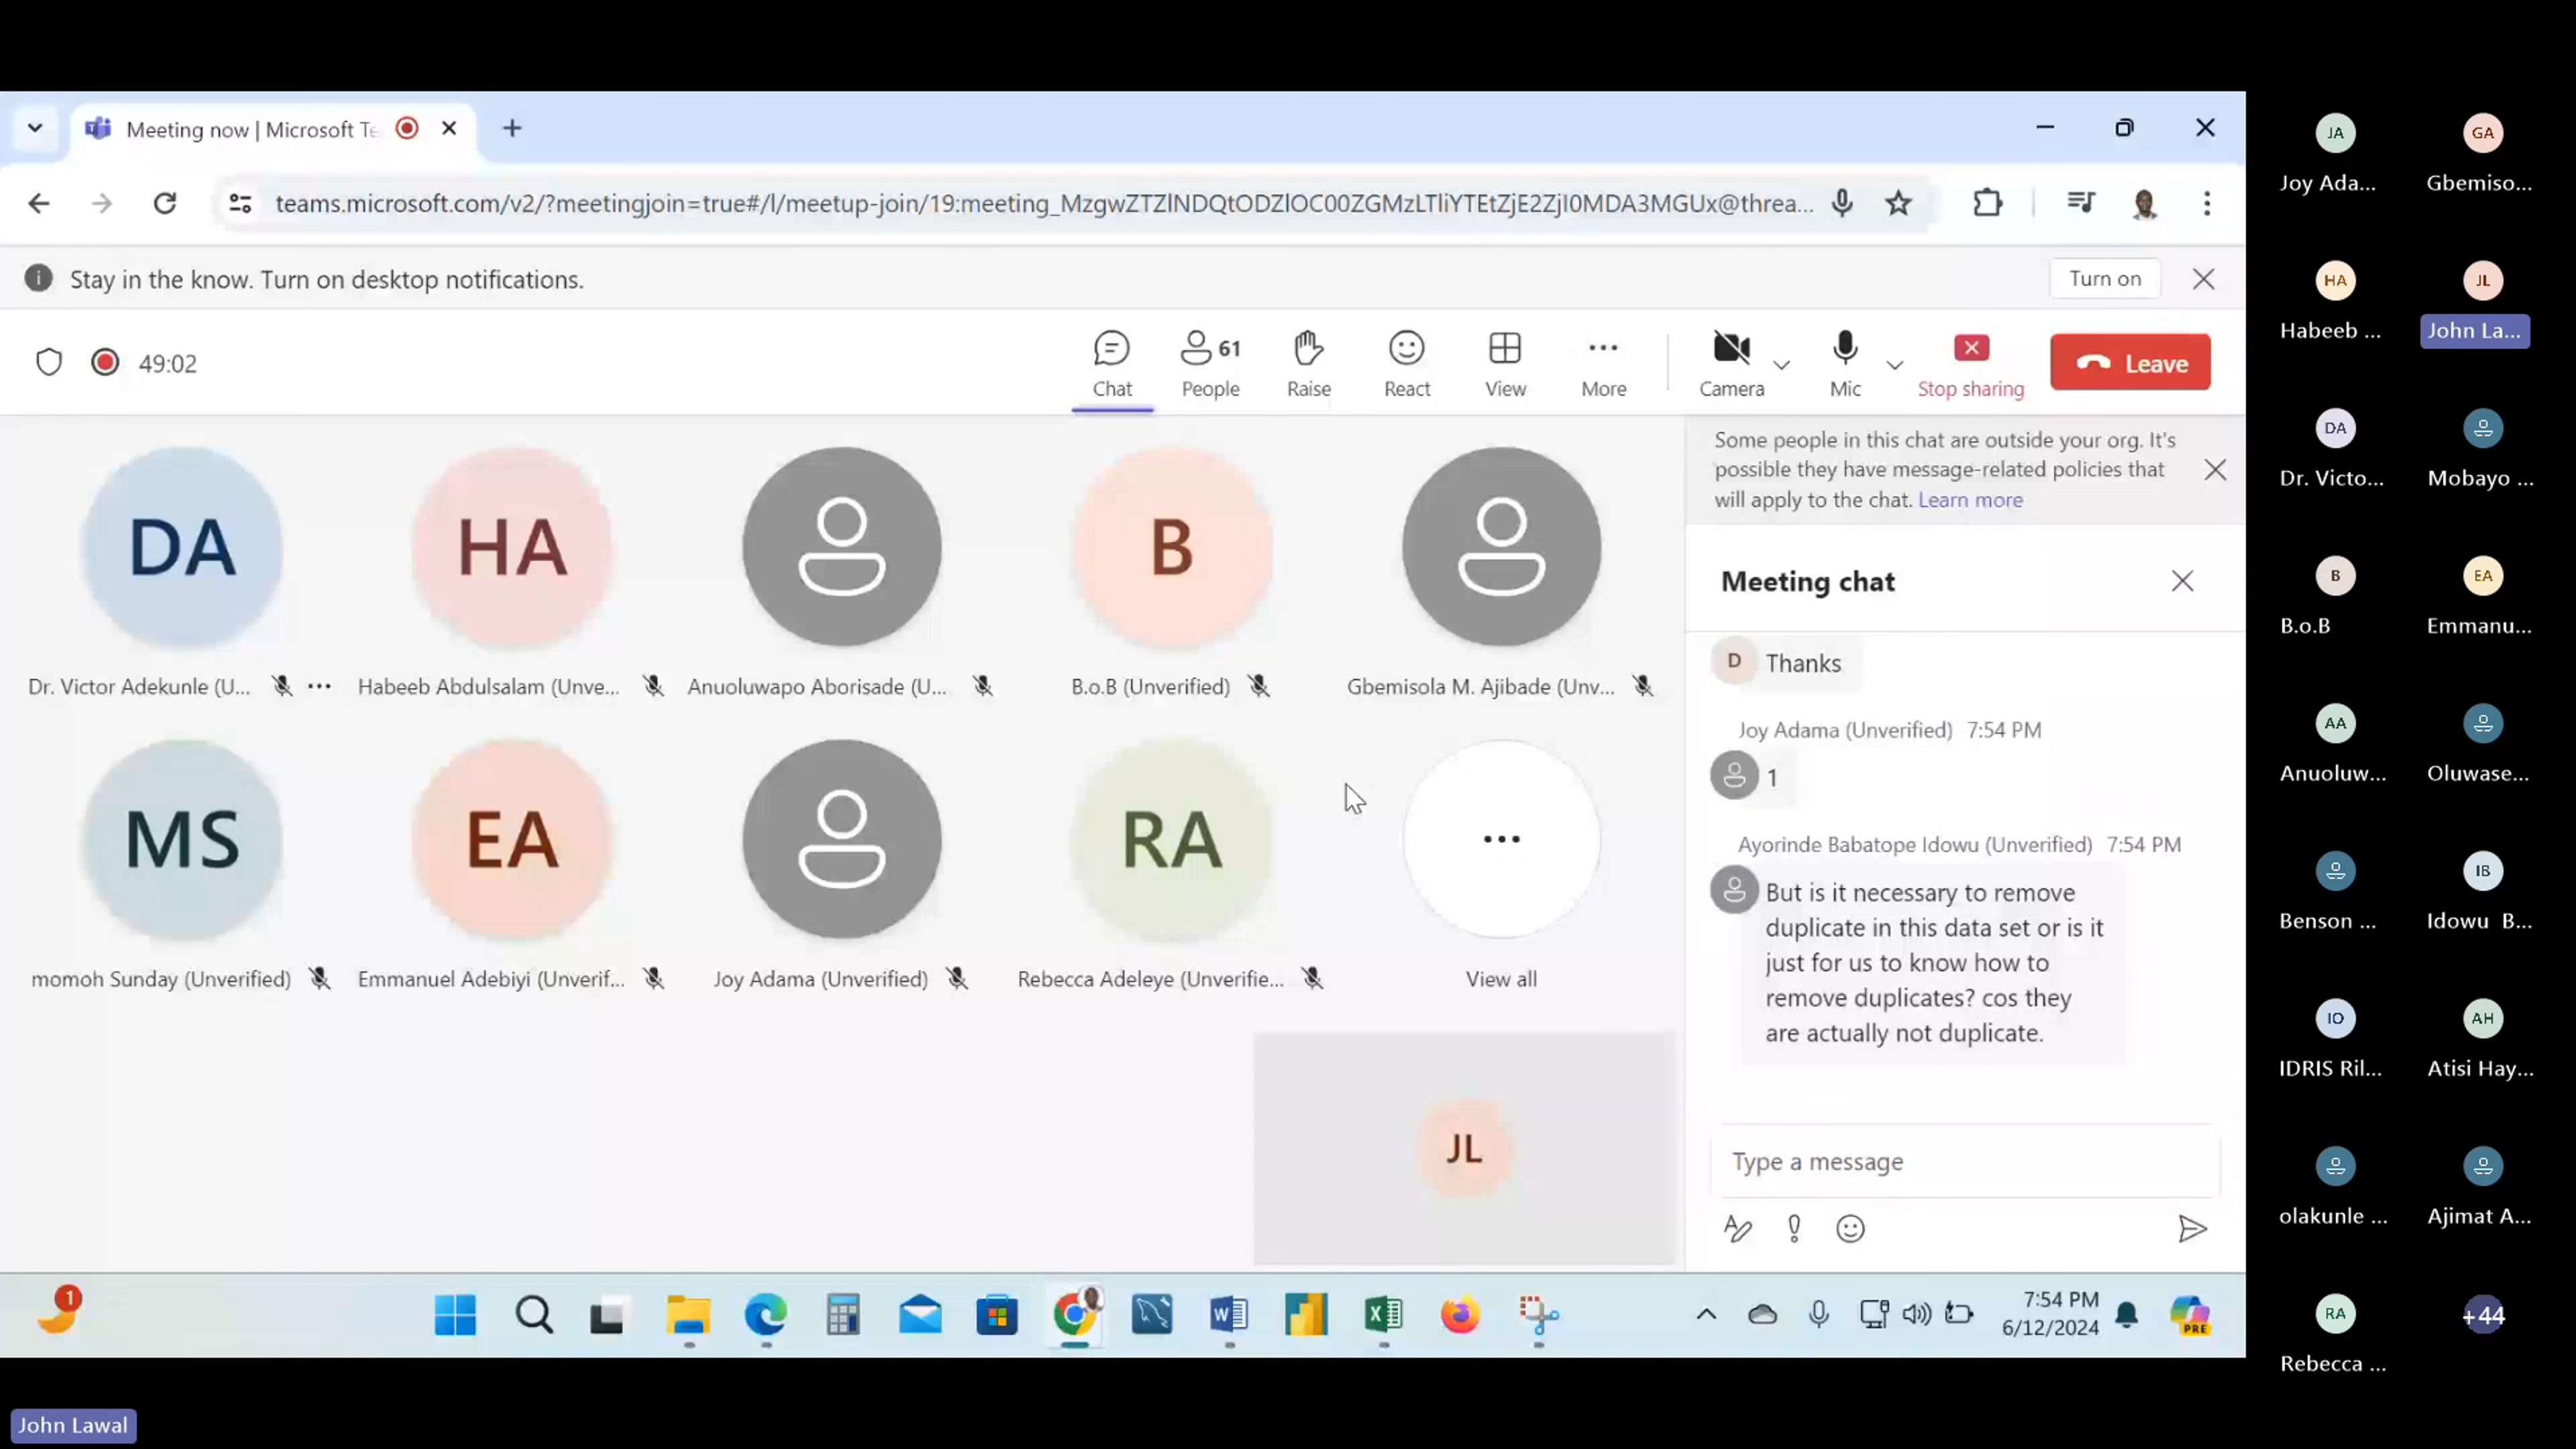 Meeting now | Microsoft Te
teams.microsoft.com/v2/?meetingjoin=true#/l/meetup-join/19:meeting_MzgwZTZlNDQtODZlOC00ZGMzLTliYTEtZjE2ZjI0MDA3MGUx@threa...
Stay in the know. Turn on desktop notifications.
Turn on
49:02
Chat
61
People
Raise
React
View
More
Camera
Mic
Stop sharing
Leave
DA
HA
B
Dr. Victor Adekunle (U...
Habeeb Abdulsalam (Unve...
Anuoluwapo Aborisade (U...
B.o.B (Unverified)
Gbemisola M. Ajibade (Unv...
MS
EA
RA
momoh Sunday (Unverified)
Emmanuel Adebiyi (Unverif...
Joy Adama (Unverified)
Rebecca Adeleye (Unverifie...
View all
JL
Some people in this chat are outside your org. It's
possible they have message-related policies that
will apply to the chat. Learn more
Meeting chat
D
Thanks
Joy Adama (Unverified) 7:54 PM
1
Ayorinde Babatope Idowu (Unverified) 7:54 PM
But is it necessary to remove
duplicate in this data set or is it
just for us to know how to
remove duplicates? cos they
are actually not duplicate.
Type a message
1
7:54 PM
6/12/2024
PRE
JA
GA
Joy Ada...
Gbemiso...
HA
JL
Habeeb ...
John La...
DA
Dr. Victo...
Mobayo ...
B
EA
B.o.B
Emmanu...
AA
Anuoluw...
Oluwase...
IB
Benson ...
Idowu B...
IO
AH
IDRIS Ril...
Atisi Hay...
olakunle ...
Ajimat A...
RA
+44
Rebecca ...
John Lawal